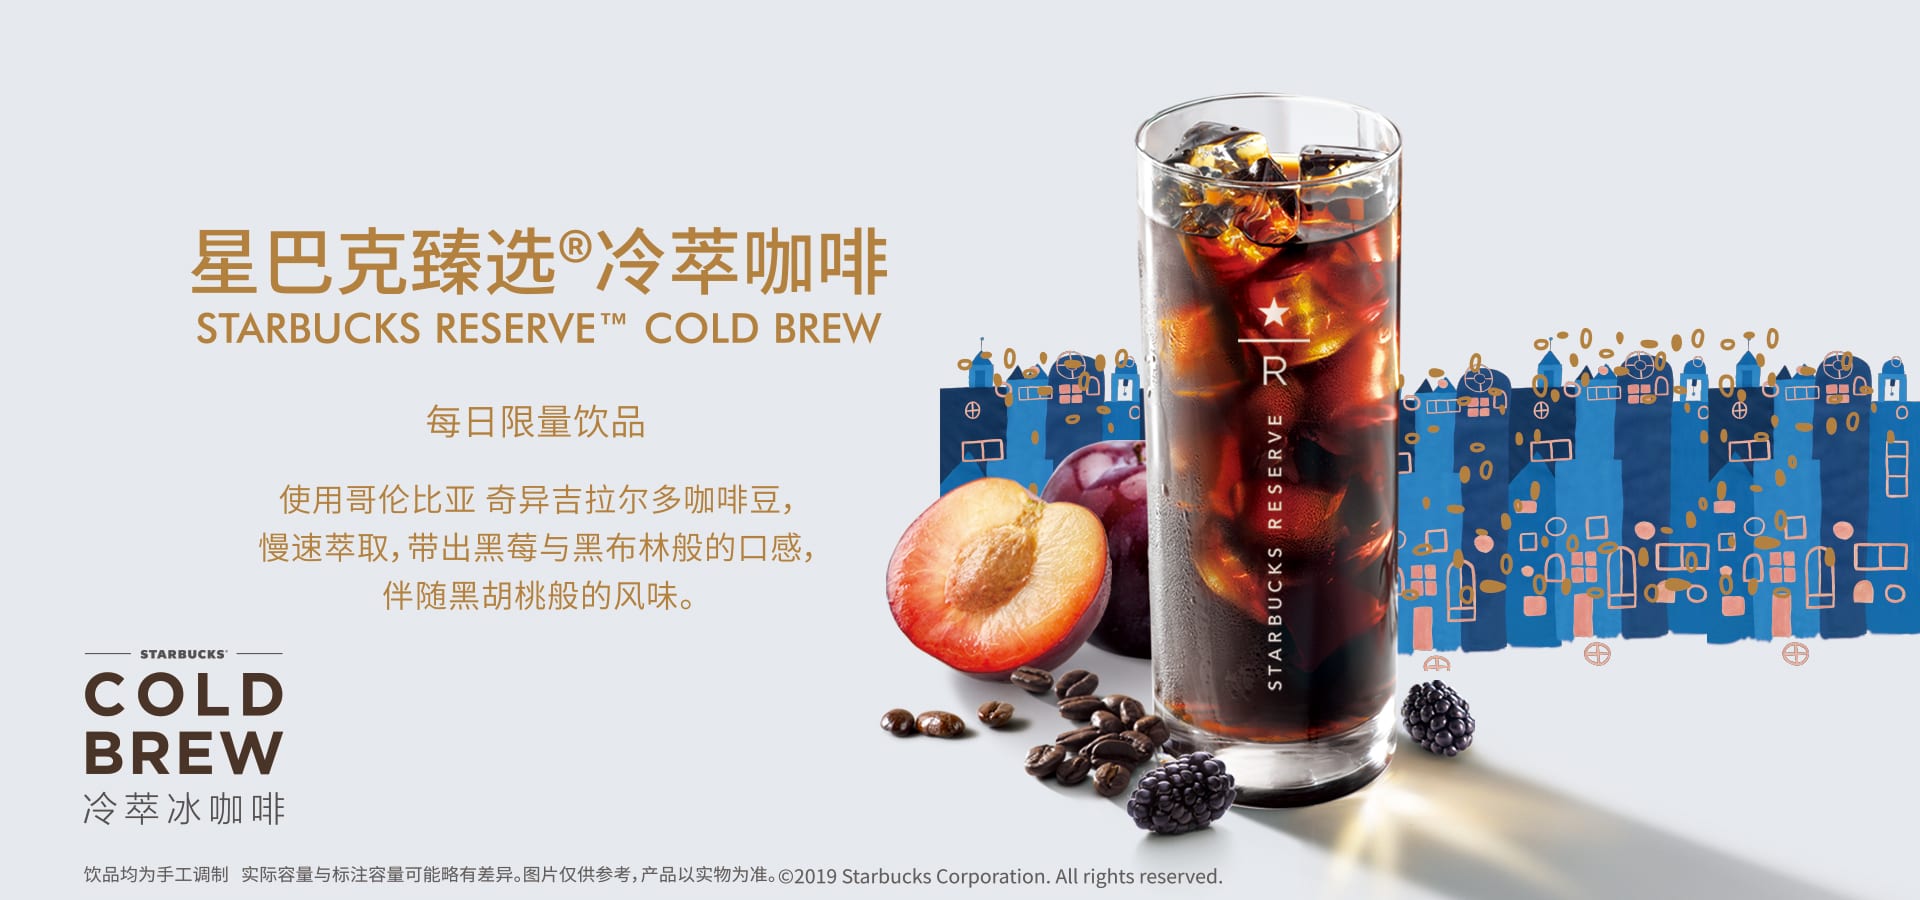 星巴克臻选®冷萃咖啡
STARBUCKS RESERVE™ COLD BREW
每日限量饮品
使用哥伦比亚 奇异吉拉尔多咖啡豆，
慢速萃取，带出黑莓与黑布林般的口感，
伴随黑胡桃般的风味。
STARBUCKS®
COLD
BREW
冷萃冰咖啡
R
STARBUCKS RESERVE
饮品均为手工调制 实际容量与标注容量可能略有差异。图片仅供参考，产品以实物为准。©2019 Starbucks Corporation. All rights reserved.